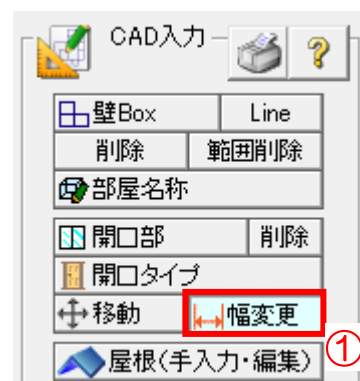 CAD入力
壁Box Line
削除 範囲削除
部屋名称
開口部 削除
開口タイプ
移動 幅変更
①
屋根(手入力・編集)